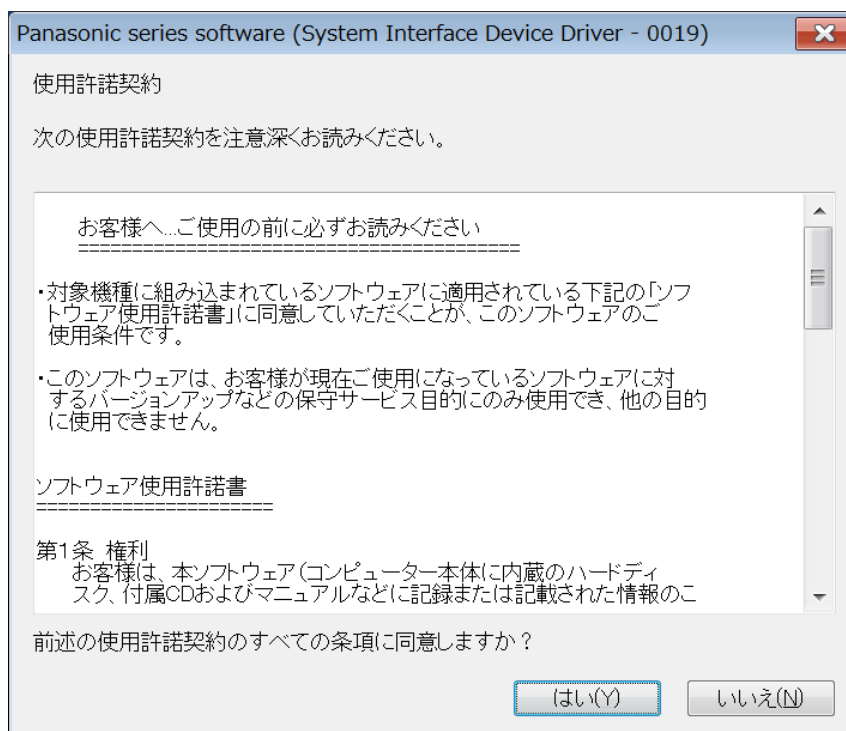 Panasonic series software (System Interface Device Driver - 0019)
使用許諾契約
次の使用許諾契約を注意深くお読みください。
お客様へ...ご使用の前に必ずお読みください
=========================================
・対象機種に組み込まれているソフトウェアに適用されている下記の「ソフ
トウェア使用許諾書」に同意していただくことが、このソフトウェアのご
使用条件です。
・このソフトウェアは、お客様が現在ご使用になっているソフトウェアに対
するバージョンアップなどの保守サービス目的にのみ使用でき、他の目的
に使用できません。
ソフトウェア使用許諾書
======================
第1条 権利
お客様は、本ソフトウェア(コンピューター本体に内蔵のハードディ
スク、付属CDおよびマニュアルなどに記録または記載された情報のこ
前述の使用許諾契約のすべての条項に同意しますか？
はい(Y)
いいえ(N)